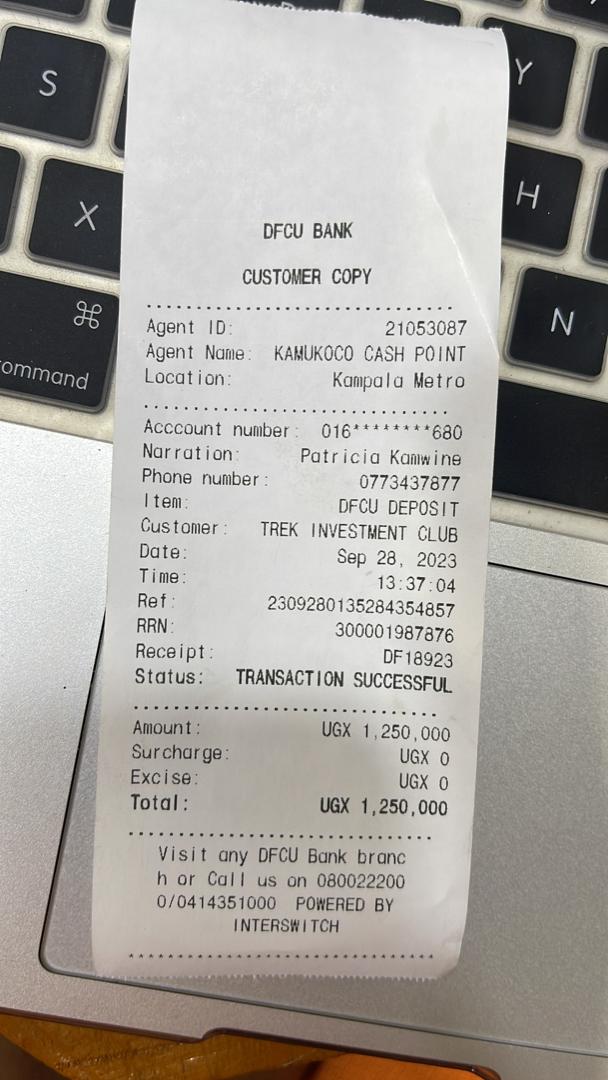 S
Y
X
H
⌘
N
ommand
DFCU BANK
CUSTOMER COPY
Agent ID: 21053087
Agent Name: KAMUKOCO CASH POINT
Location: Kampala Metro
Acccount number: 016********680
Narration: Patricia Kamwine
Phone number: 0773437877
Item: DFCU DEPOSIT
Customer: TREK INVESTMENT CLUB
Date: Sep 28, 2023
Time: 13:37:04
Ref: 2309280135284354857
RRN: 300001987876
Receipt: DF18923
Status: TRANSACTION SUCCESSFUL
Amount: UGX 1,250,000
Surcharge: UGX 0
Excise: UGX 0
Total: UGX 1,250,000
Visit any DFCU Bank branc
h or Call us on 080022200
0/0414351000 POWERED BY
INTERSWITCH